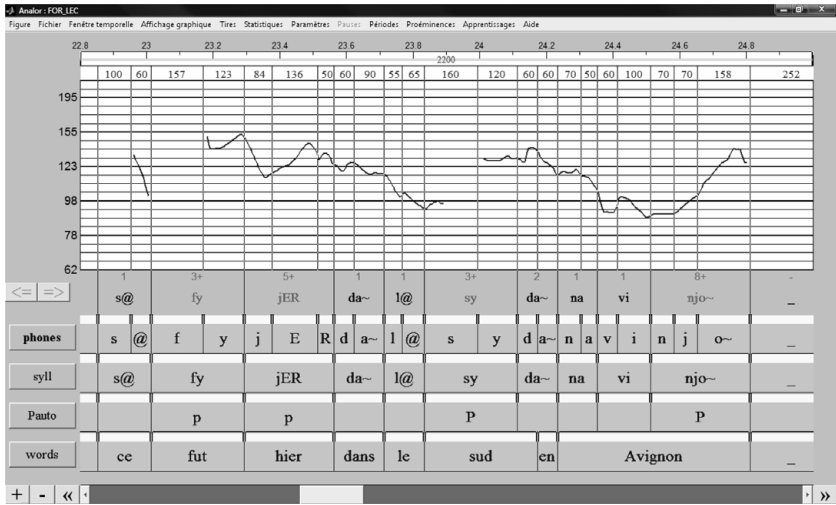 Analor : FOR_LEC
Figure Fichier Fenêtre temporelle Affichage graphique Tires Statistiques Paramètres Pauses Périodes Proéminences Apprentissages Aide
22.8 23 23.2 23.4 23.6 23.8 24 24.2 24.4 24.6 24.8
2200
100 60 157 123 84 136 50 60 90 55 65 160 120 60 60 70 50 60 100 70 70 158 252
195
155
123
98
78
62
1 3+ 5+ 1 1 3+ 2 1 1 8+ -
<= => s@ fy jER da~ l@ sy da~ na vi njo~ _
phones s @ f y j E R d a~ l @ s y d a~ n a v i n j o~ _
syll s@ fy jER da~ l@ sy da~ na vi njo~ _
Pauto p p P P
words ce fut hier dans le sud en Avignon _
+ - « »